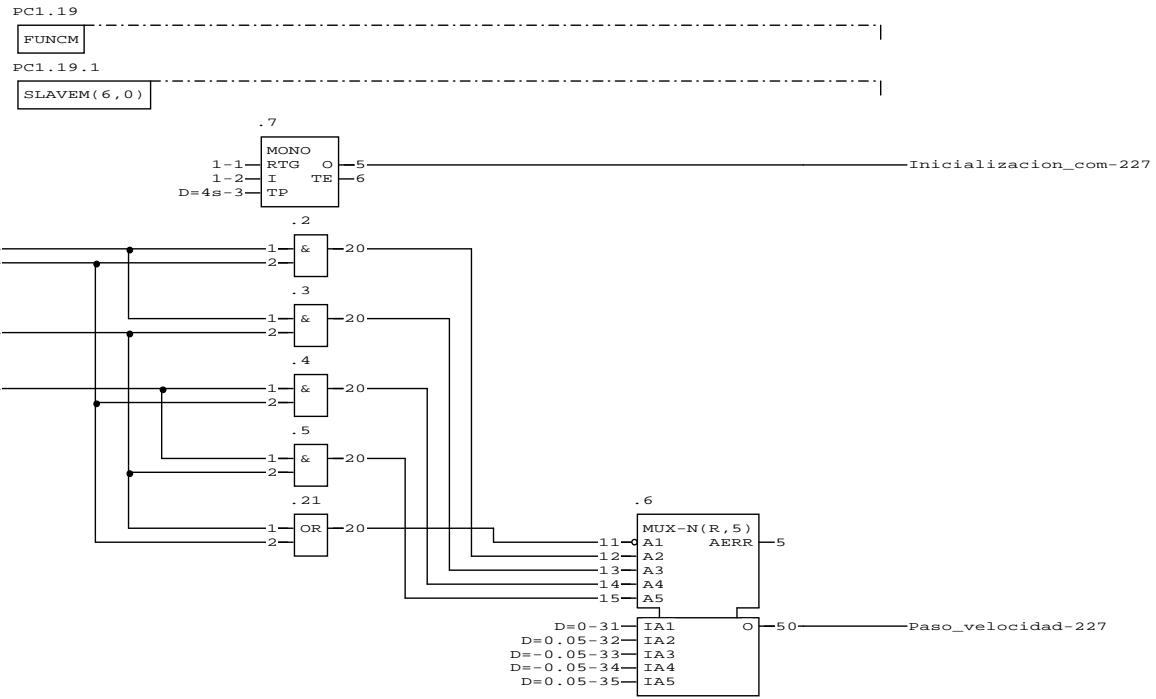 PC1.19
FUNCM
PC1.19.1
SLAVEM(6,0)
.7
MONO
1-1 RTG O 5 Inicializacion_com-227
1-2 I TE 6
D=4s-3 TP
.2
1 & 20
2
.3
1 & 20
2
.4
1 & 20
2
.5
1 & 20
2
.21
1 OR 20
2
.6
MUX-N(R,5)
11 A1 AERR 5
12 A2
13 A3
14 A4
15 A5
D=0-31 IA1 O 50 Paso_velocidad-227
D=0.05-32 IA2
D=-0.05-33 IA3
D=-0.05-34 IA4
D=0.05-35 IA5